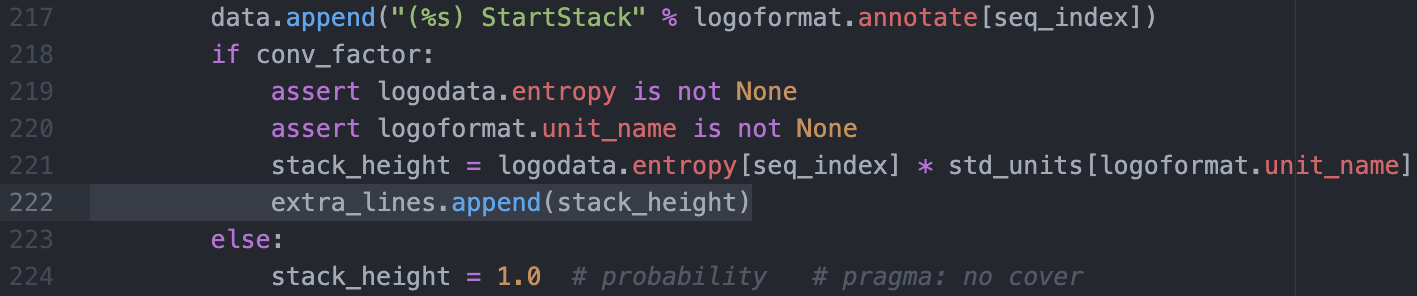 217 data.append("(%s) StartStack" % logoformat.annotate[seq_index])
218 if conv_factor:
219 assert logodata.entropy is not None
220 assert logoformat.unit_name is not None
221 stack_height = logodata.entropy[seq_index] * std_units[logoformat.unit_name]
222 extra_lines.append(stack_height)
223 else:
224 stack_height = 1.0  # probability   # pragma: no cover